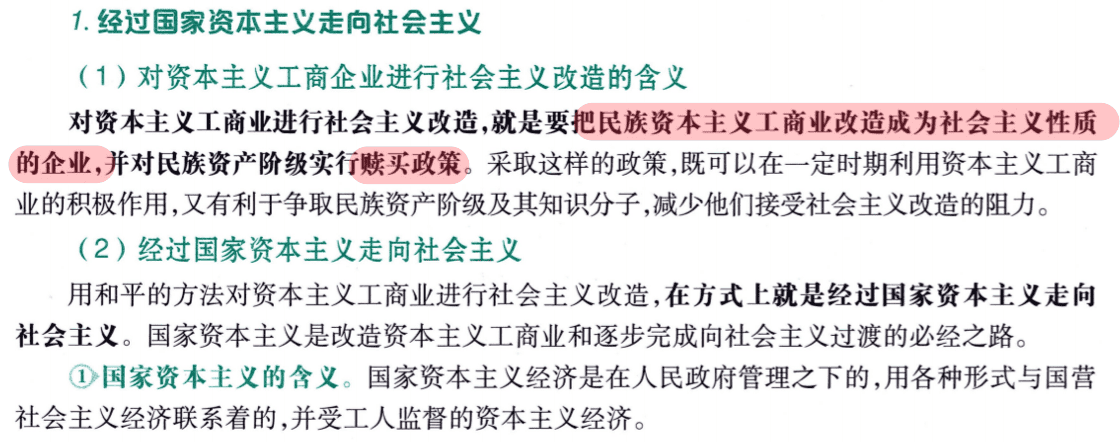 1. 经过国家资本主义走向社会主义
（1）对资本主义工商企业进行社会主义改造的含义
对资本主义工商业进行社会主义改造,就是要把民族资本主义工商业改造成为社会主义性质
的企业,并对民族资产阶级实行赎买政策。采取这样的政策,既可以在一定时期利用资本主义工商
业的积极作用,又有利于争取民族资产阶级及其知识分子,减少他们接受社会主义改造的阻力。
（2）经过国家资本主义走向社会主义
用和平的方法对资本主义工商业进行社会主义改造,在方式上就是经过国家资本主义走向
社会主义。国家资本主义是改造资本主义工商业和逐步完成向社会主义过渡的必经之路。
①国家资本主义的含义。国家资本主义经济是在人民政府管理之下的,用各种形式与国营
社会主义经济联系着的,并受工人监督的资本主义经济。